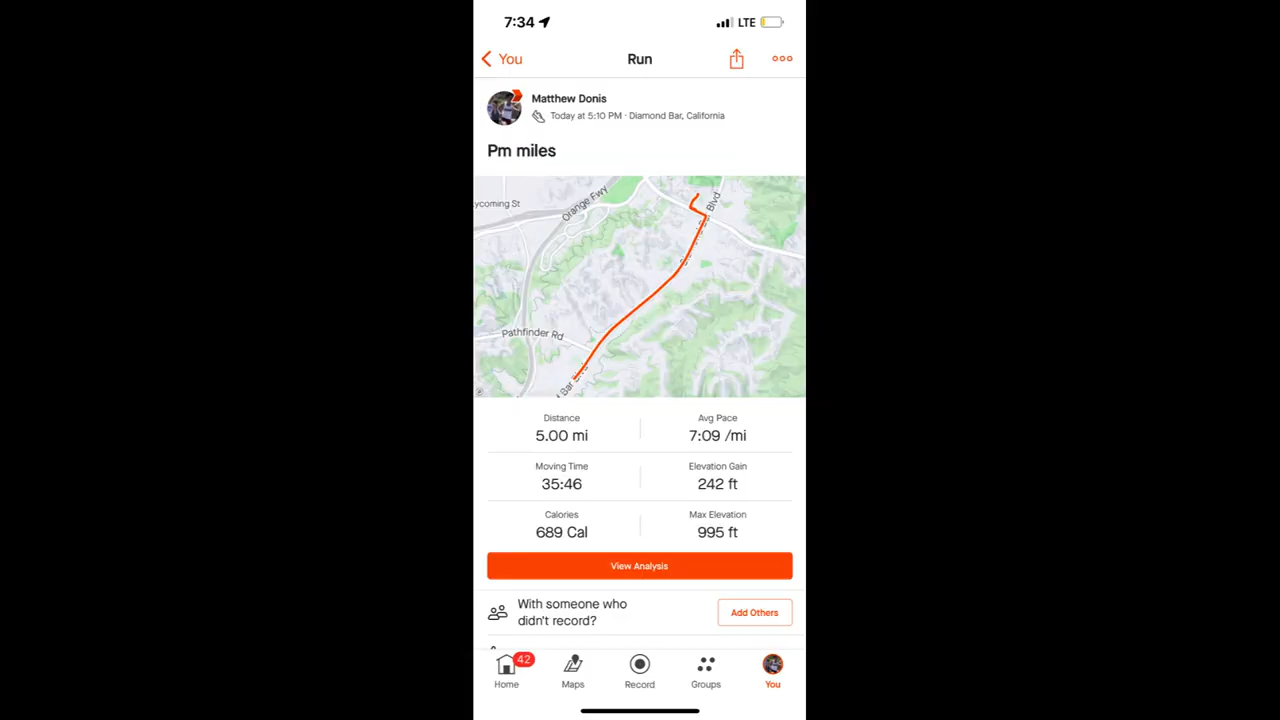 7:34
LTE
You
Run
Matthew Donis
Today at 5:10 PM · Diamond Bar, California
Pm miles
ycoming St
Orange Fwy
Blvd
Pathfinder Rd
Bar
Distance
5.00 mi
Avg Pace
7:09 /mi
Moving Time
35:46
Elevation Gain
242 ft
Calories
689 Cal
Max Elevation
995 ft
View Analysis
With someone who
didn't record?
Add Others
42
Home
Maps
Record
Groups
You